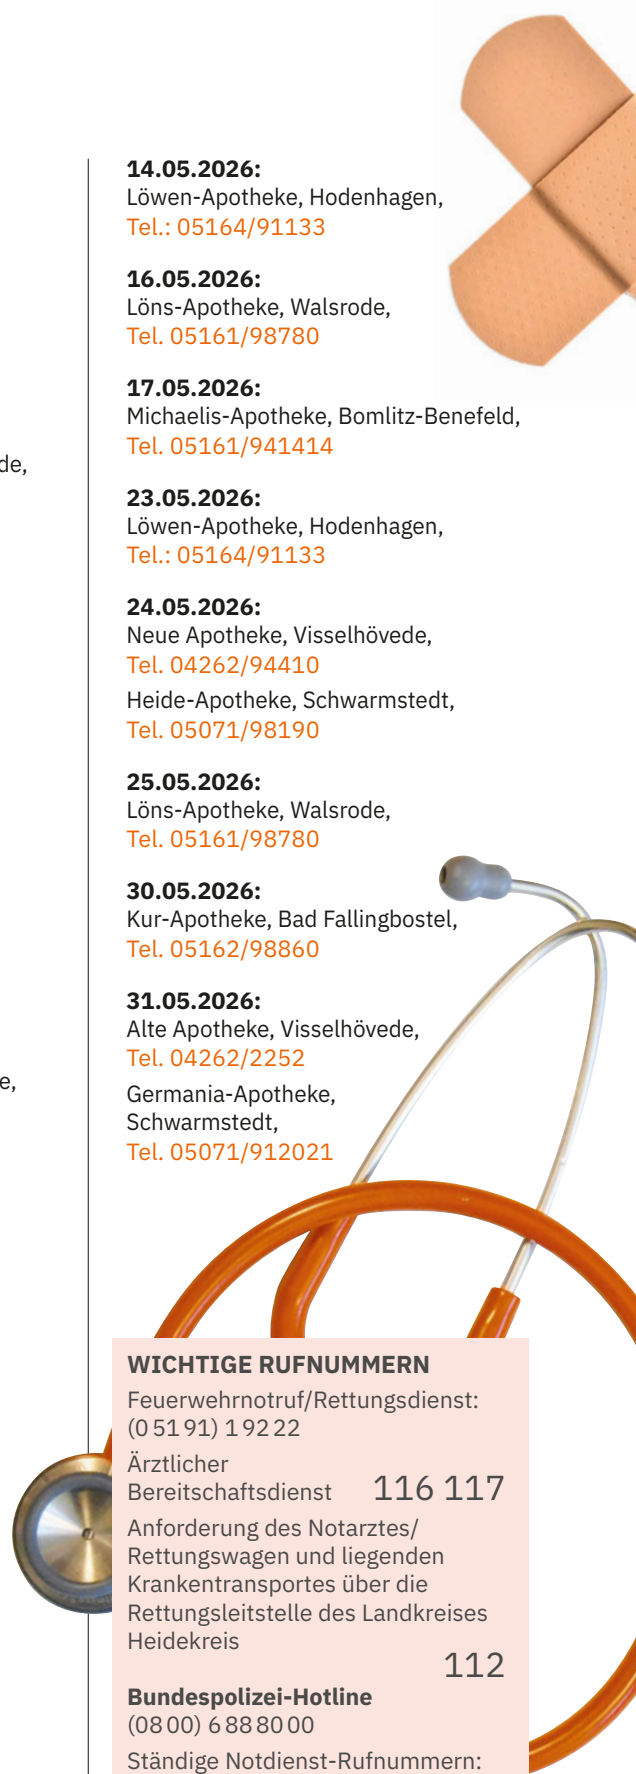 de,
e,
14.05.2026:
Löwen-Apotheke, Hodenhagen,
Tel.: 05164/91133
16.05.2026:
Löns-Apotheke, Walsrode,
Tel. 05161/98780
17.05.2026:
Michaelis-Apotheke, Bomlitz-Benefeld,
Tel. 05161/941414
23.05.2026:
Löwen-Apotheke, Hodenhagen,
Tel.: 05164/91133
24.05.2026:
Neue Apotheke, Visselhövede,
Tel. 04262/94410
Heide-Apotheke, Schwarmstedt,
Tel. 05071/98190
25.05.2026:
Löns-Apotheke, Walsrode,
Tel. 05161/98780
30.05.2026:
Kur-Apotheke, Bad Fallingbostel,
Tel. 05162/98860
31.05.2026:
Alte Apotheke, Visselhövede,
Tel. 04262/2252
Germania-Apotheke,
Schwarmstedt,
Tel. 05071/912021
WICHTIGE RUFNUMMERN
Feuerwehrnotruf/Rettungsdienst:
(0 51 91) 1 92 22
Ärztlicher
Bereitschaftsdienst 116 117
Anforderung des Notarztes/
Rettungswagen und liegenden
Krankentransportes über die
Rettungsleitstelle des Landkreises
Heidekreis
112
Bundespolizei-Hotline
(08 00) 6 88 80 00
Ständige Notdienst-Rufnummern: